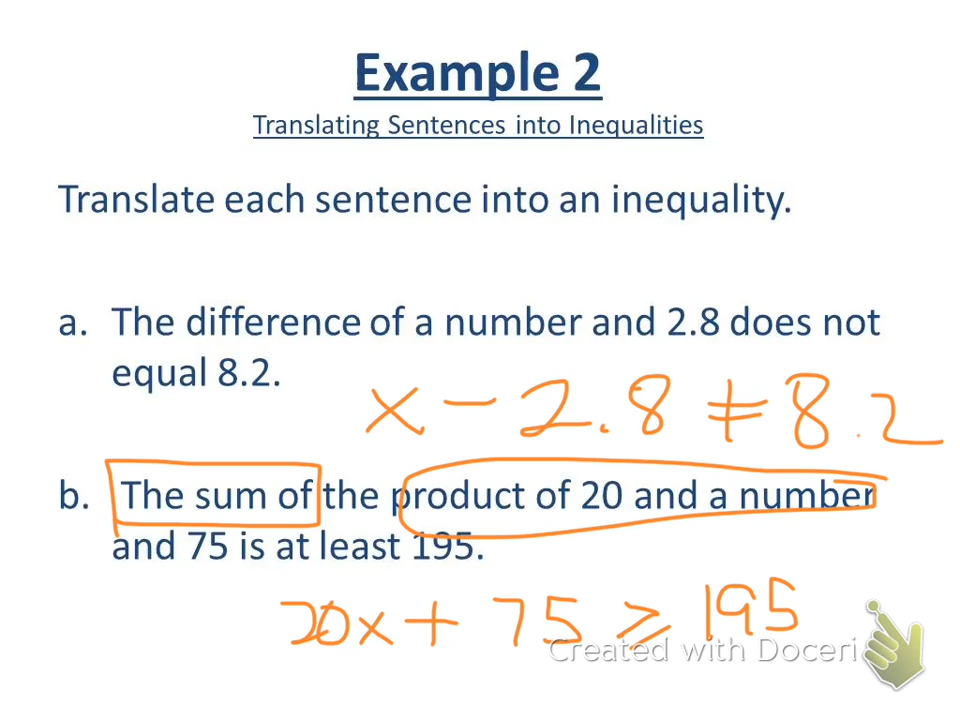 Example 2
Translating Sentences into Inequalities
Translate each sentence into an inequality.
a. The difference of a number and 2.8 does not
equal 8.2.
x - 2.8 ≠ 8.2
b. The sum of the product of 20 and a number
and 75 is at least 195.
20x + 75 ≥ 195
Created with Doceri